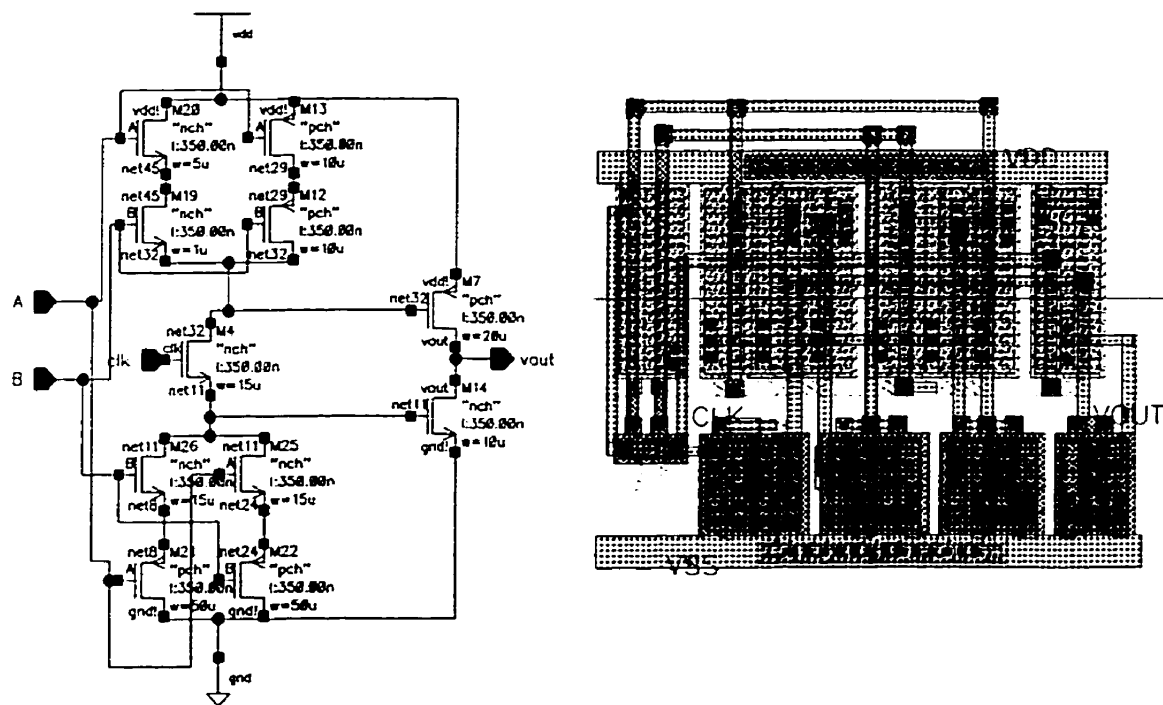 vdd
vdd!
M20
A
"nch"
l:350.00n
w=5u
net45
vdd!
M13
A
"pch"
l:350.00n
w=10u
net29
net45
M19
B
"nch"
l:350.00n
w=1u
net32
net29
M12
B
"pch"
l:350.00n
w=10u
net32
A
B
net32
M4
clk
clk
"nch"
l:350.00n
w=15u
net11
vdd!
M7
net32
"pch"
l:350.00n
w=20u
vout
vout
vout
M14
net11
"nch"
l:350.00n
w=10u
gnd!
net11
M26
B
"nch"
l:350.00n
w=15u
net8
net11
M25
A
"nch"
l:350.00n
w=15u
net24
net8
M21
A
"pch"
l:350.00n
w=50u
gnd!
net24
M22
B
"pch"
l:350.00n
w=50u
gnd!
gnd
VDD
CLK
VOUT
VSS